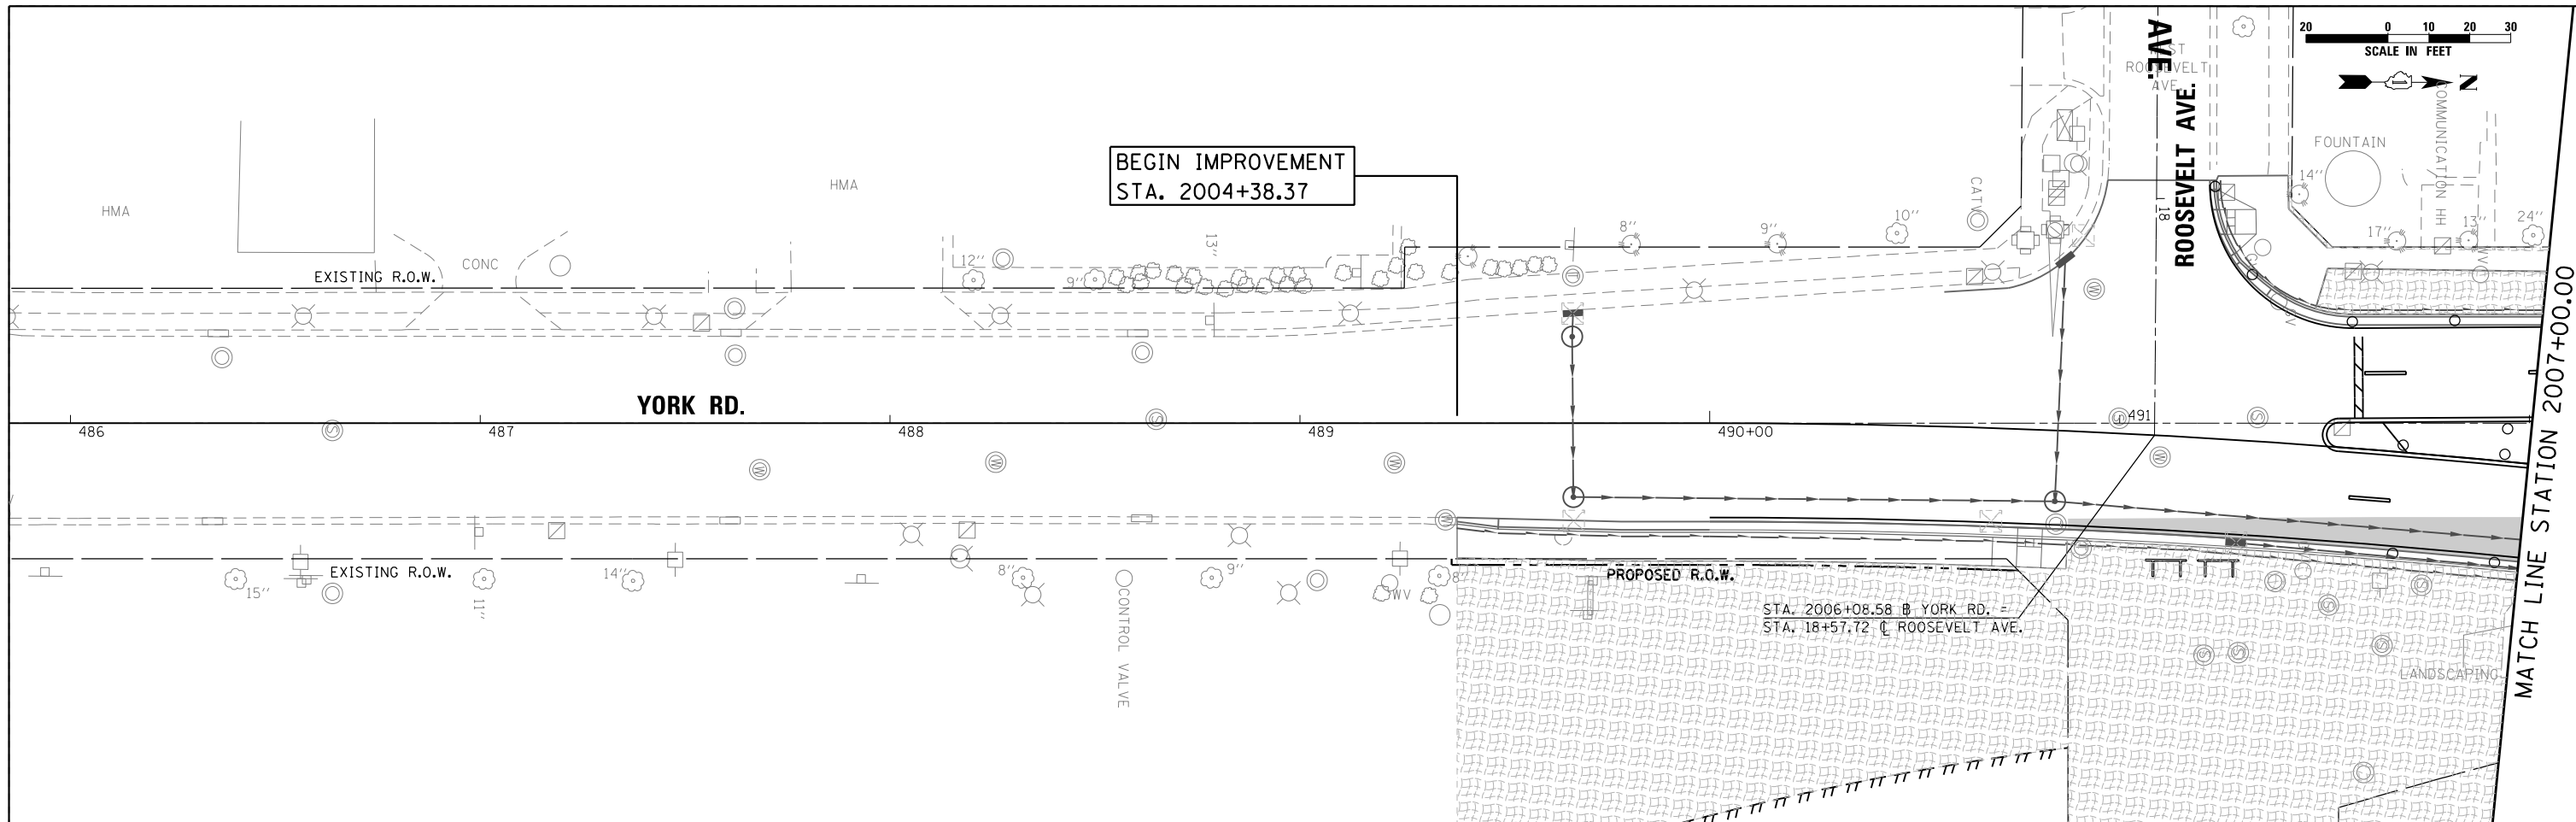 20 0 10 20 30
SCALE IN FEET
N
AVE.
ROOSEVELT AVE.
ROOSEVELT
AVE.
18
COMMUNICATION HH
FOUNTAIN
BEGIN IMPROVEMENT
STA. 2004+38.37
HMA
HMA
CATV
14''
8''
9''
10''
17''
13''
24''
13''
12''
9''
CONC
EXISTING R.O.W.
T
W
YORK RD.
486
487
488
489
490+00
491
S
S
S
S
W
W
W
W
W
EXISTING R.O.W.
15''
11''
14''
8''
9''
8''
WV
CONTROL VALVE
PROPOSED R.O.W.
STA. 2006+08.58 B YORK RD. =
STA. 18+57.72 ℄ ROOSEVELT AVE.
S
S
S
S
S
LANDSCAPING
MATCH LINE STATION 2007+00.00